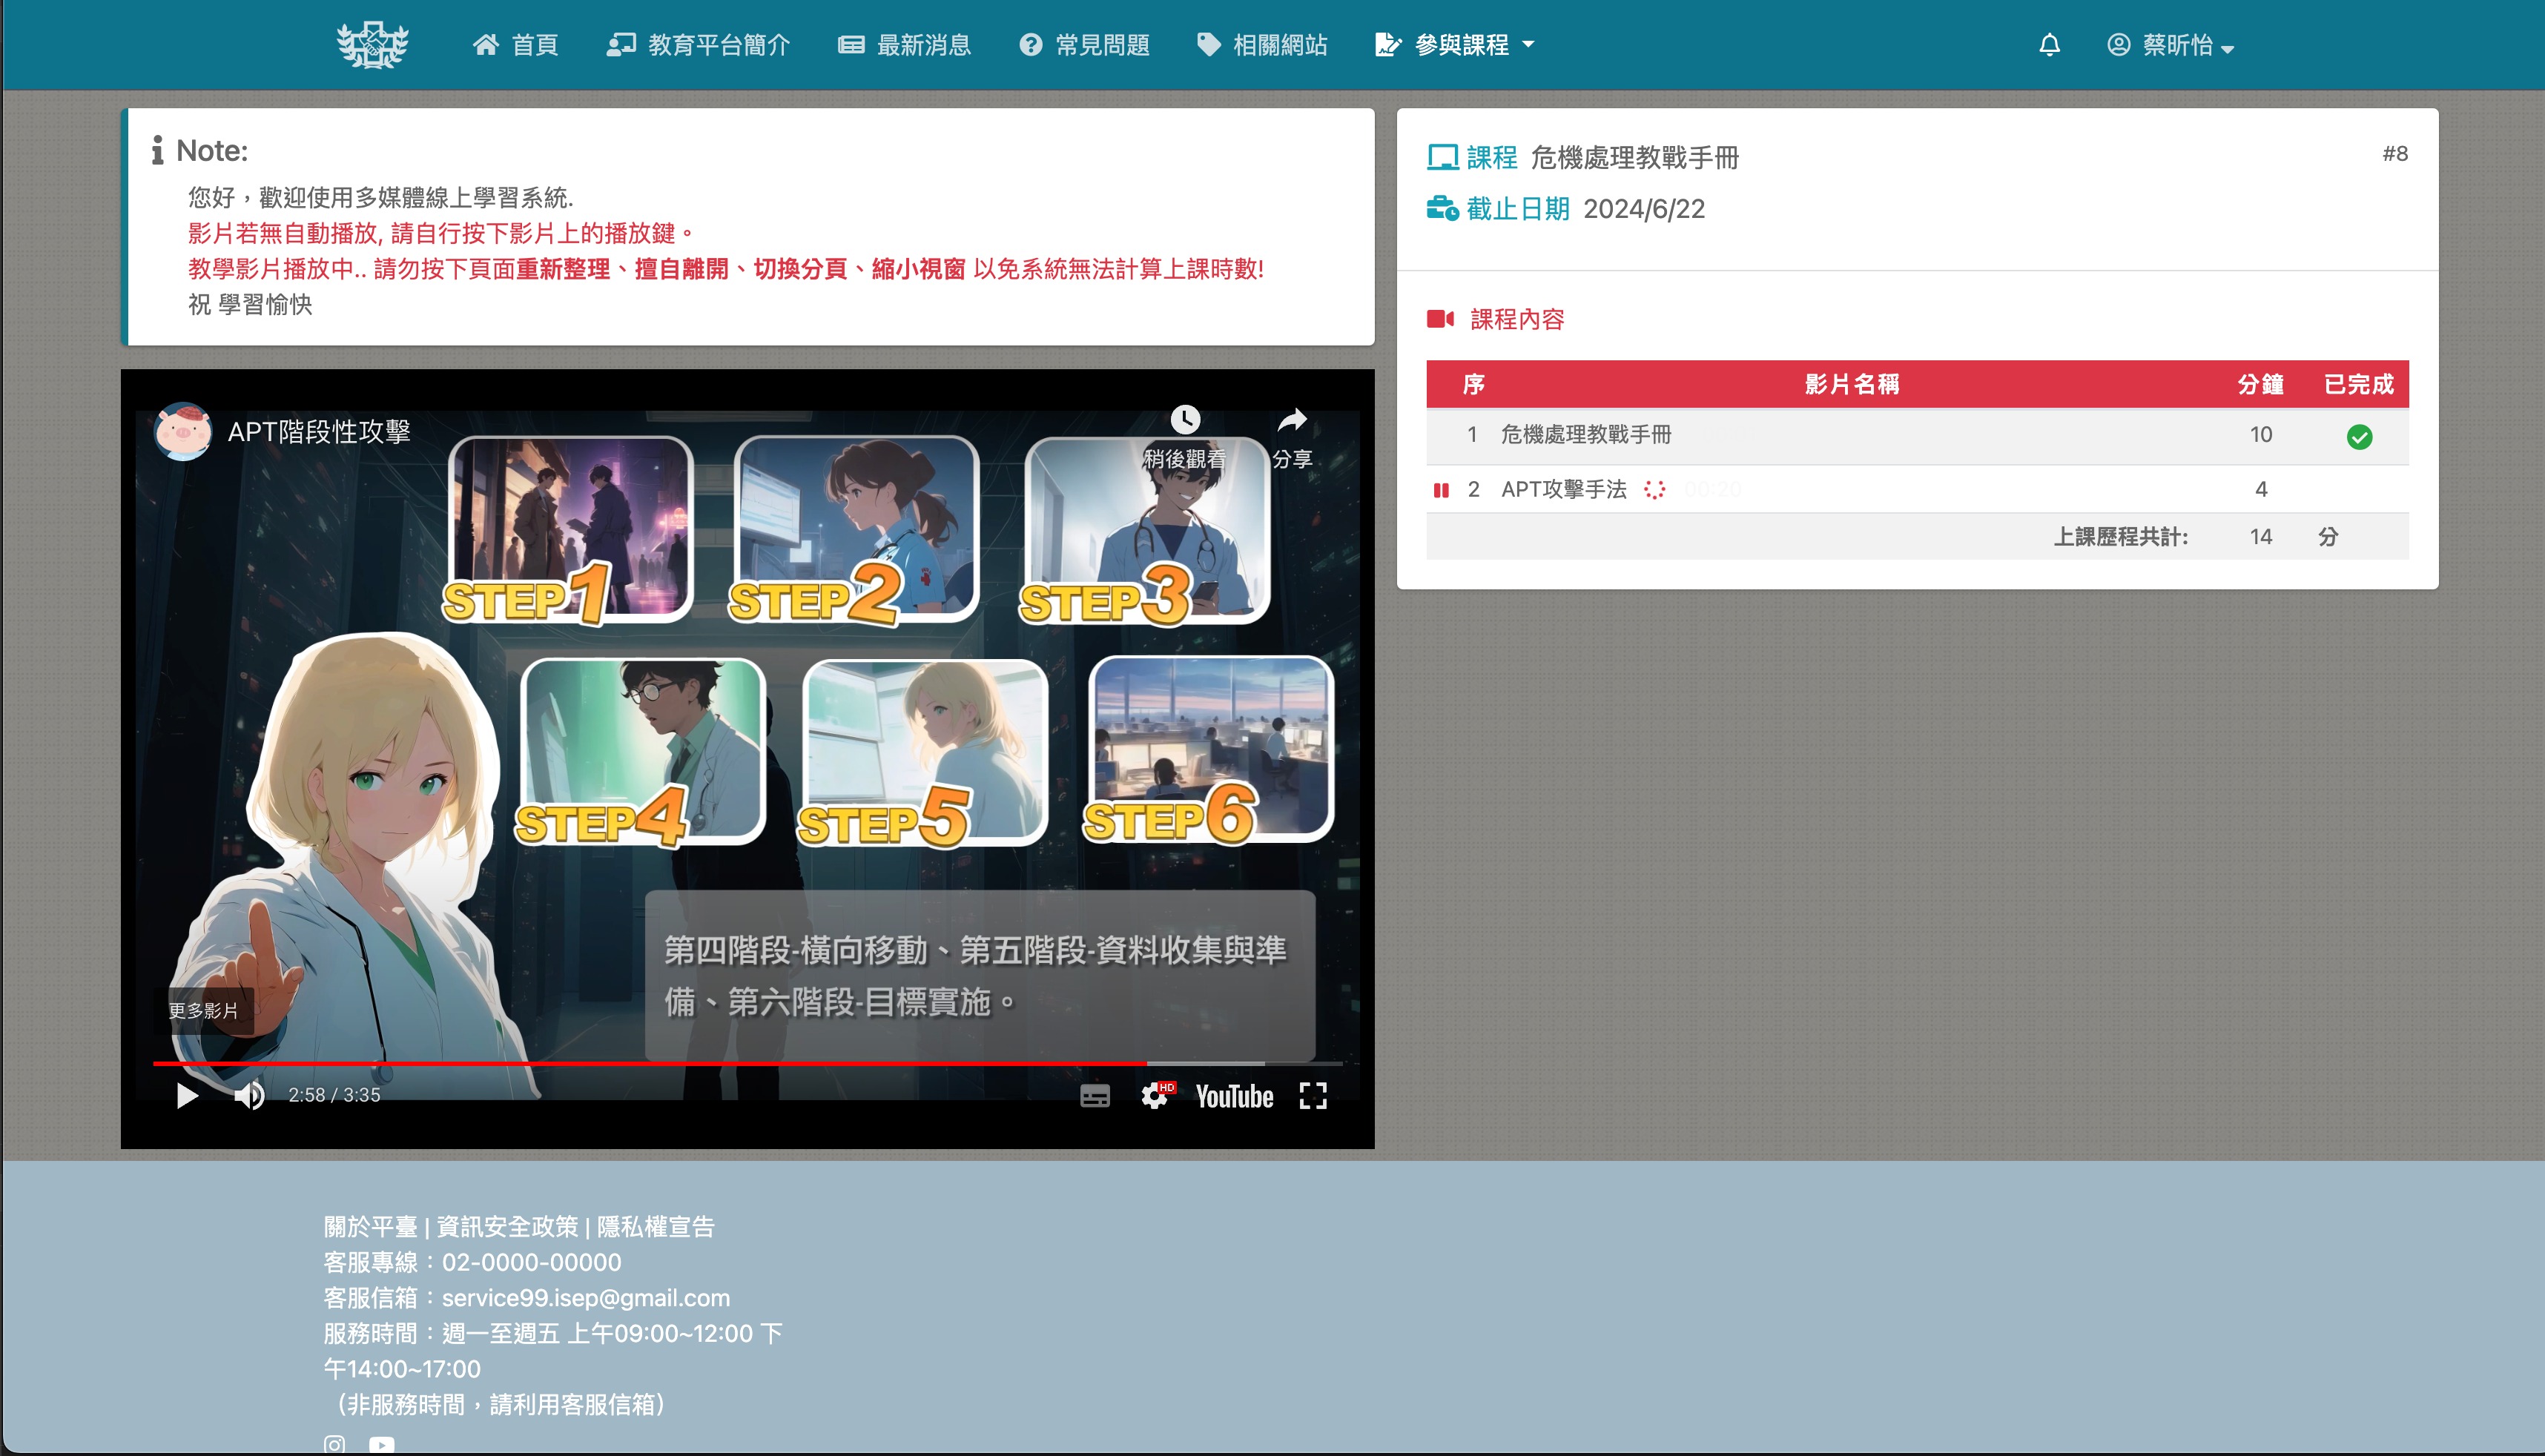 首頁
教育平台簡介
最新消息
常見問題
相關網站
參與課程
蔡昕怡
Note:
您好，歡迎使用多媒體線上學習系統.
影片若無自動播放, 請自行按下影片上的播放鍵。
教學影片播放中.. 請勿按下頁面重新整理、擅自離開、切換分頁、縮小視窗 以免系統無法計算上課時數!
祝 學習愉快
APT階段性攻擊
稍後觀看
分享
STEP1
STEP2
STEP3
STEP4
STEP5
STEP6
第四階段-橫向移動、第五階段-資料收集與準
備、第六階段-目標實施。
更多影片
2:58 / 3:35
HD
YouTube
課程 危機處理教戰手冊
#8
截止日期 2024/6/22
課程內容
序 影片名稱 分鐘 已完成
1 危機處理教戰手冊 10
2 APT攻擊手法 00:20 4
上課歷程共計: 14 分
關於平臺 | 資訊安全政策 | 隱私權宣告
客服專線：02-0000-00000
客服信箱：service99.isep@gmail.com
服務時間：週一至週五 上午09:00~12:00 下
午14:00~17:00
（非服務時間，請利用客服信箱）